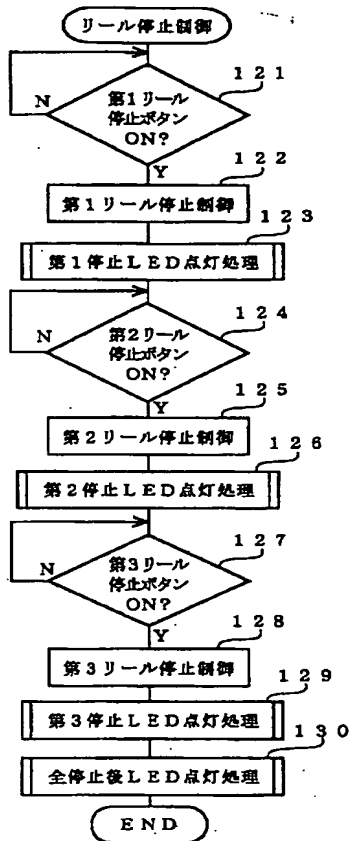 リール停止制御
121
第1リール
停止ボタン
ON?
N
Y
122
第1リール停止制御
123
第1停止LED点灯処理
124
第2リール
停止ボタン
ON?
N
Y
125
第2リール停止制御
126
第2停止LED点灯処理
127
第3リール
停止ボタン
ON?
N
Y
128
第3リール停止制御
129
第3停止LED点灯処理
130
全停止後LED点灯処理
END